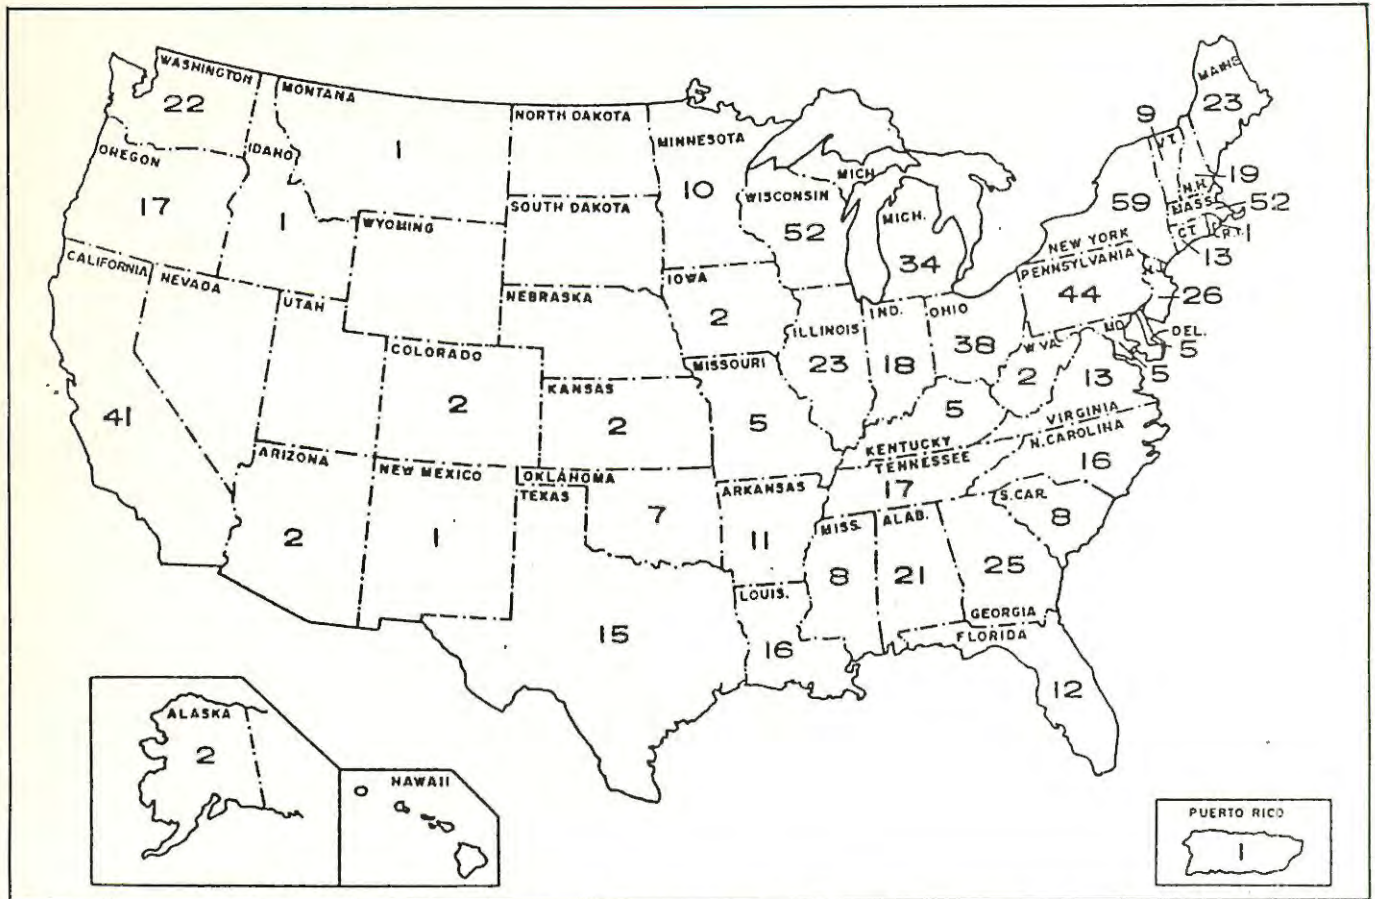 WASHINGTON
22
MONTANA
1
NORTH DAKOTA
MINNESOTA
10
MAINE
23
9
VT.
OREGON
17
IDAHO
1
WYOMING
SOUTH DAKOTA
WISCONSIN
52
MICH.
MICH.
34
59
NEW YORK
N.H.
19
MASS.
52
CT.
13
R.I.
1
CALIFORNIA
41
NEVADA
UTAH
NEBRASKA
IOWA
2
ILLINOIS
23
IND.
18
OHIO
38
PENNSYLVANIA
44
N.J.
26
MD.
5
DEL.
5
W.VA.
2
13
VIRGINIA
COLORADO
2
KANSAS
2
MISSOURI
5
5
KENTUCKY
TENNESSEE
17
N.CAROLINA
16
ARIZONA
2
NEW MEXICO
1
OKLAHOMA
7
TEXAS
15
ARKANSAS
11
MISS.
8
ALAB.
21
S.CAR.
8
25
GEORGIA
LOUIS.
16
FLORIDA
12
ALASKA
2
HAWAII
PUERTO RICO
1